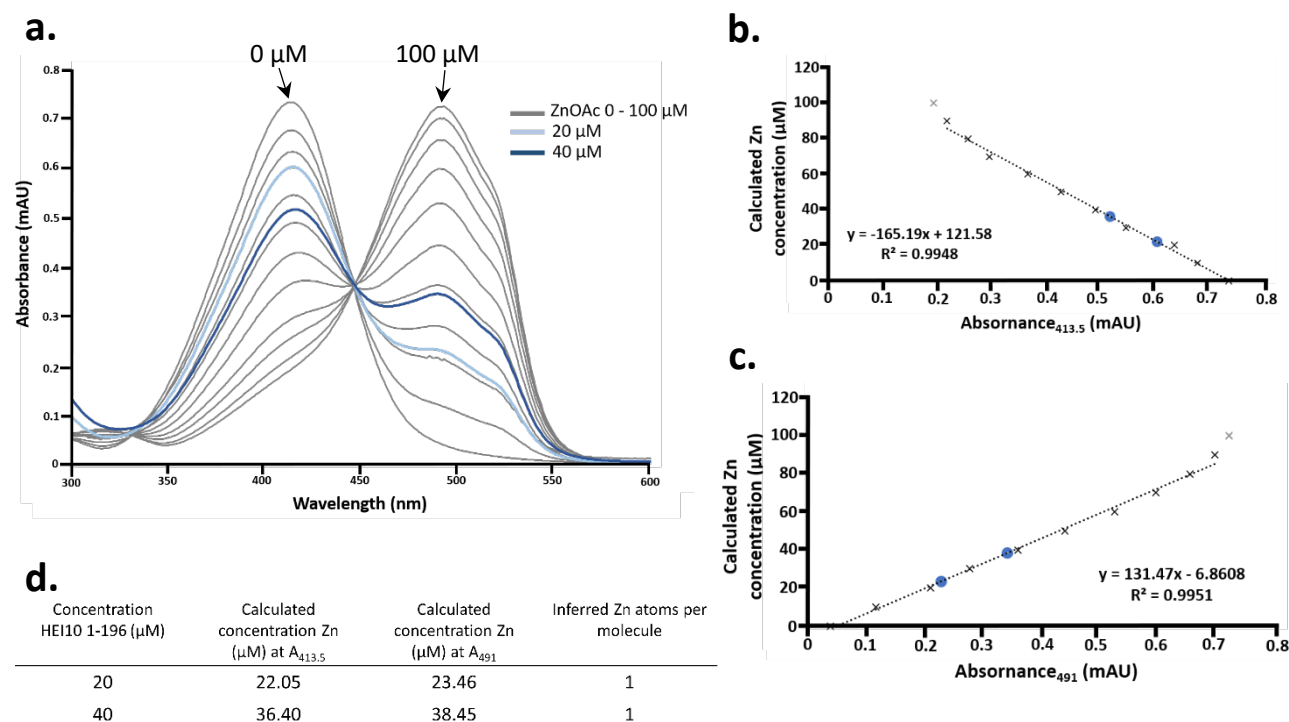 a.
0 µM
100 µM
0.8
0.7
0.6
0.5
0.4
0.3
0.2
0.1
0
300
350
400
450
500
550
600
Absorbance (mAU)
Wavelength (nm)
ZnOAc 0 - 100 µM
20 µM
40 µM
b.
Calculated Zn
concentration (µM)
120
100
80
60
40
20
0
y = -165.19x + 121.58
R² = 0.9948
0
0.1
0.2
0.3
0.4
0.5
0.6
0.7
0.8
Absornance413.5 (mAU)
c.
Calculated Zn
concentration (µM)
120
100
80
60
40
20
0
y = 131.47x - 6.8608
R² = 0.9951
0
0.1
0.2
0.3
0.4
0.5
0.6
0.7
0.8
Absornance491 (mAU)
d.
Concentration
HEI10 1-196 (µM)
Calculated
concentration Zn
(µM) at A413.5
Calculated
concentration Zn
(µM) at A491
Inferred Zn atoms per
molecule
20 22.05 23.46 1
40 36.40 38.45 1